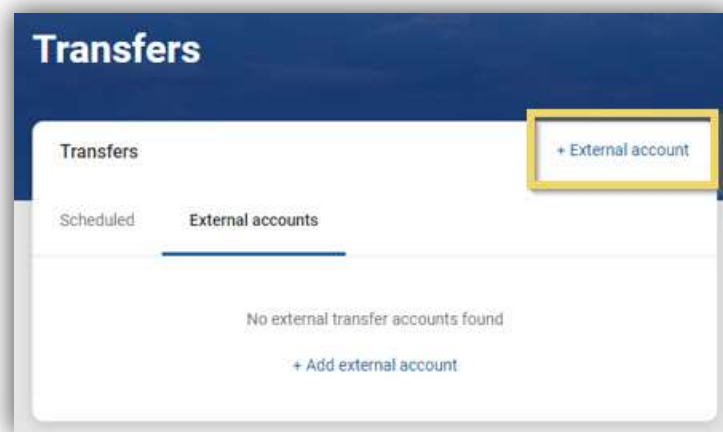 Transfers
Transfers
+ External account
Scheduled
External accounts
No external transfer accounts found
+ Add external account